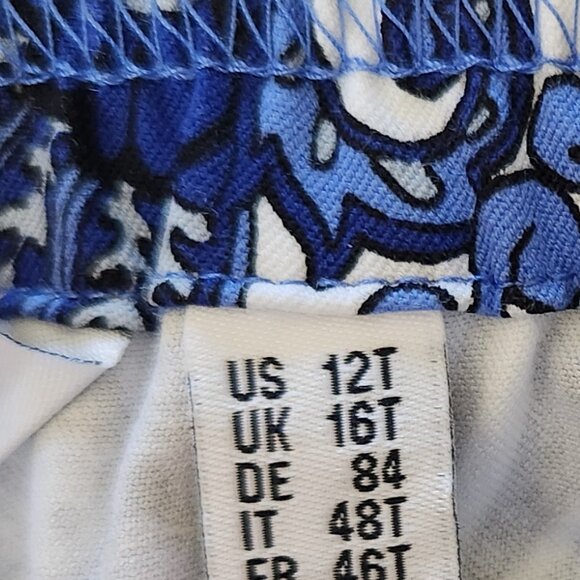 US 12T
UK 16T
DE 84
IT 48T
FR 46T